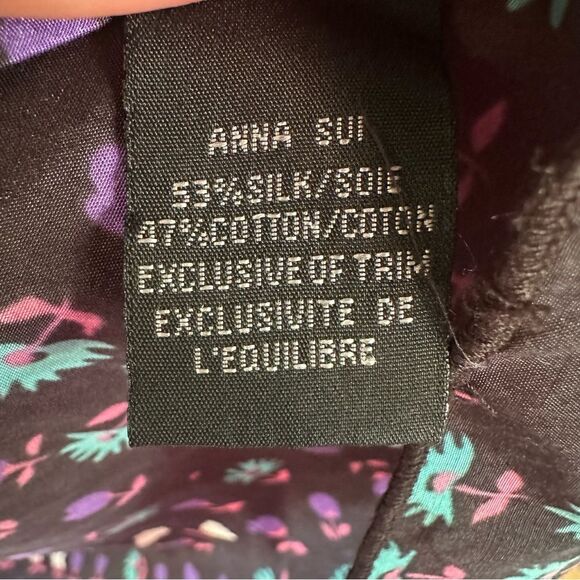 ANNA SUI
53%SILK/SOIE
47%COTTON/COTON
EXCLUSIVE OF TRIM
EXCLUSIVITE DE
L'EQUILIBRE